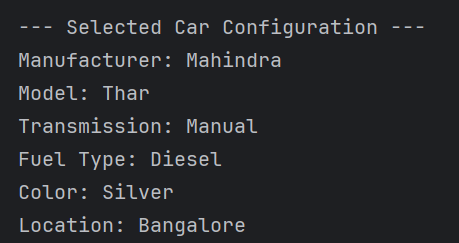 --- Selected Car Configuration ---
Manufacturer: Mahindra
Model: Thar
Transmission: Manual
Fuel Type: Diesel
Color: Silver
Location: Bangalore